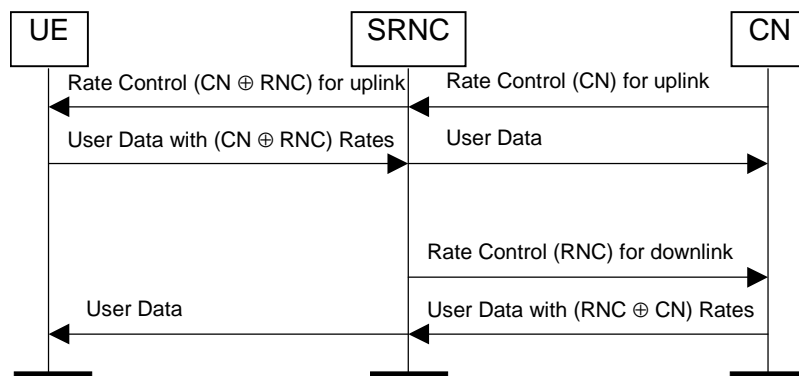 UE
SRNC
CN
Rate Control (CN ⊕ RNC) for uplink
Rate Control (CN) for uplink
User Data with (CN ⊕ RNC) Rates
User Data
Rate Control (RNC) for downlink
User Data
User Data with (RNC ⊕ CN) Rates